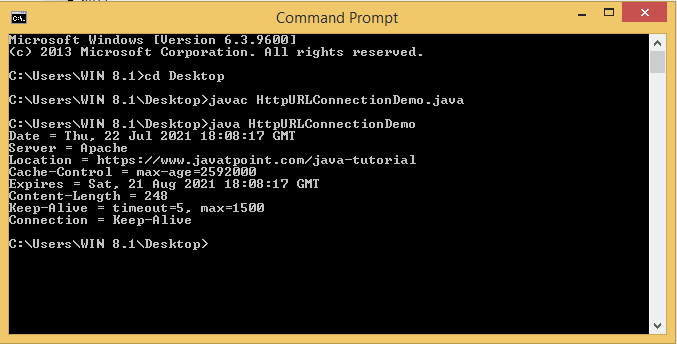 Command Prompt
Microsoft Windows [Version 6.3.9600]
(c) 2013 Microsoft Corporation. All rights reserved.
C:\Users\WIN 8.1>cd Desktop
C:\Users\WIN 8.1\Desktop>javac HttpURLConnectionDemo.java
C:\Users\WIN 8.1\Desktop>java HttpURLConnectionDemo
Date = Thu, 22 Jul 2021 18:08:17 GMT
Server = Apache
Location = https://www.javatpoint.com/java-tutorial
Cache-Control = max-age=2592000
Expires = Sat, 21 Aug 2021 18:08:17 GMT
Content-Length = 248
Keep-Alive = timeout=5, max=1500
Connection = Keep-Alive
C:\Users\WIN 8.1\Desktop>